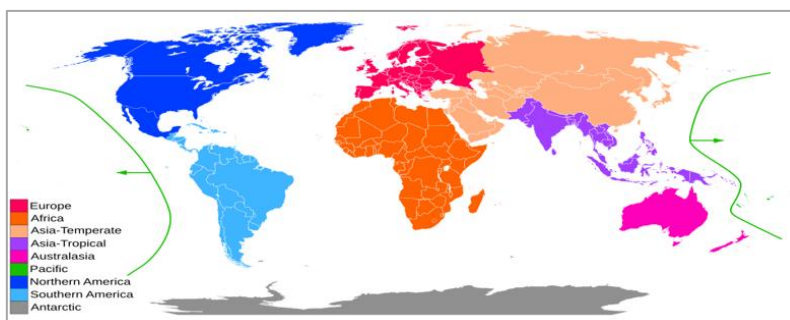 Europe
Africa
Asia-Temperate
Asia-Tropical
Australasia
Pacific
Northern America
Southern America
Antarctic